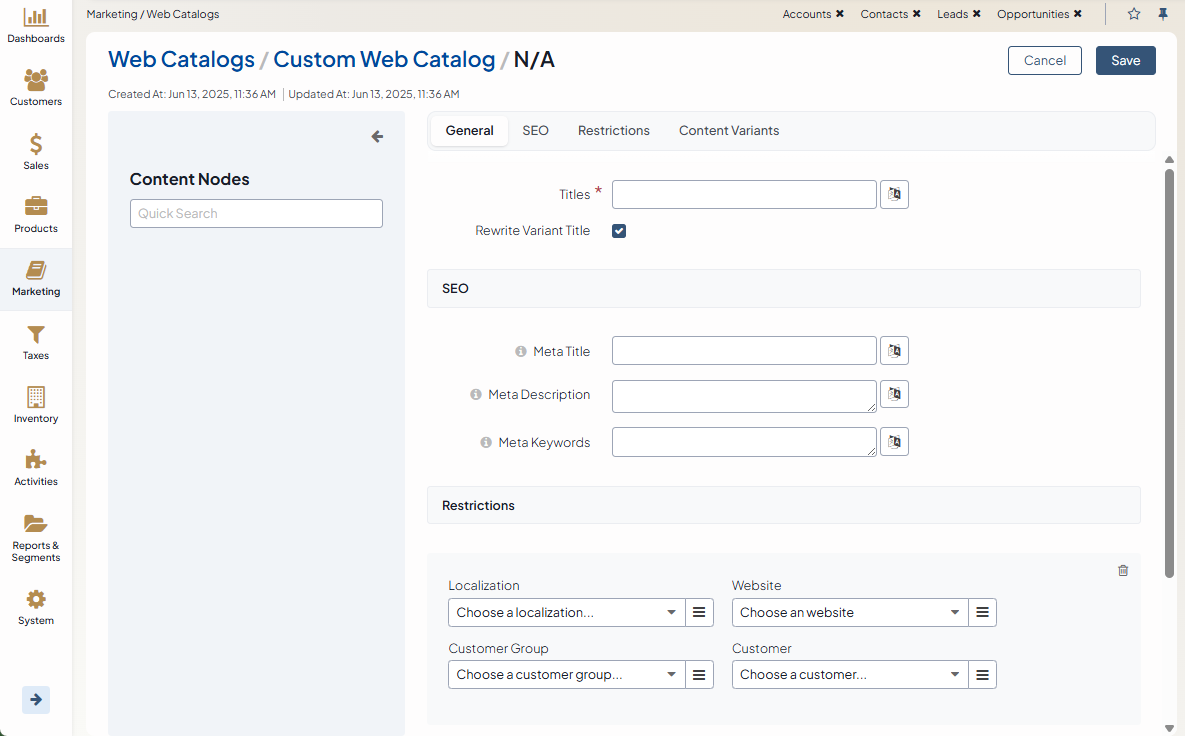 Dashboards
Customers
Sales
Products
Marketing
Taxes
Inventory
Activities
Reports &
Segments
System
Marketing / Web Catalogs
Accounts ✖ Contacts ✖ Leads ✖ Opportunities ✖
Web Catalogs / Custom Web Catalog / N/A
Cancel
Save
Created At: Jun 13, 2025, 11:36 AM | Updated At: Jun 13, 2025, 11:36 AM
Content Nodes
Quick Search
General SEO Restrictions Content Variants
Titles *
Rewrite Variant Title
SEO
Meta Title
Meta Description
Meta Keywords
Restrictions
Localization Website
Choose a localization... Choose an website
Customer Group Customer
Choose a customer group... Choose a customer...